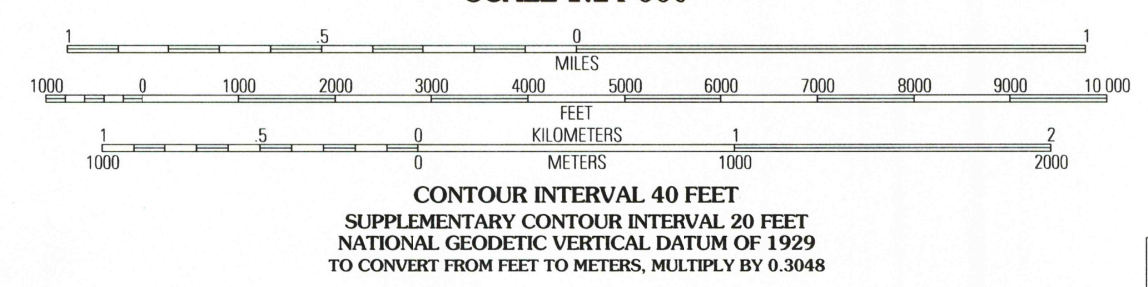 1 .5 0 1
MILES
1000 0 1000 2000 3000 4000 5000 6000 7000 8000 9000 10 000
FEET
1 .5 0 KILOMETERS 1 2
1000 0 METERS 1000 2000
CONTOUR INTERVAL 40 FEET
SUPPLEMENTARY CONTOUR INTERVAL 20 FEET
NATIONAL GEODETIC VERTICAL DATUM OF 1929
TO CONVERT FROM FEET TO METERS, MULTIPLY BY 0.3048